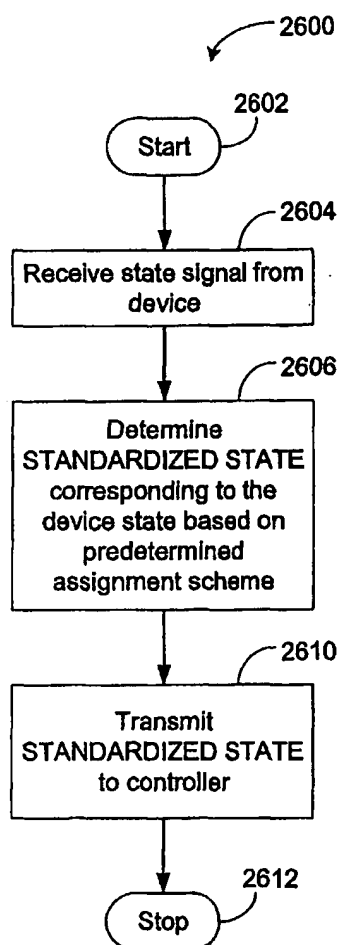 2600
2602
Start
2604
Receive state signal from
device
2606
Determine
STANDARDIZED STATE
corresponding to the
device state based on
predetermined
assignment scheme
2610
Transmit
STANDARDIZED STATE
to controller
2612
Stop